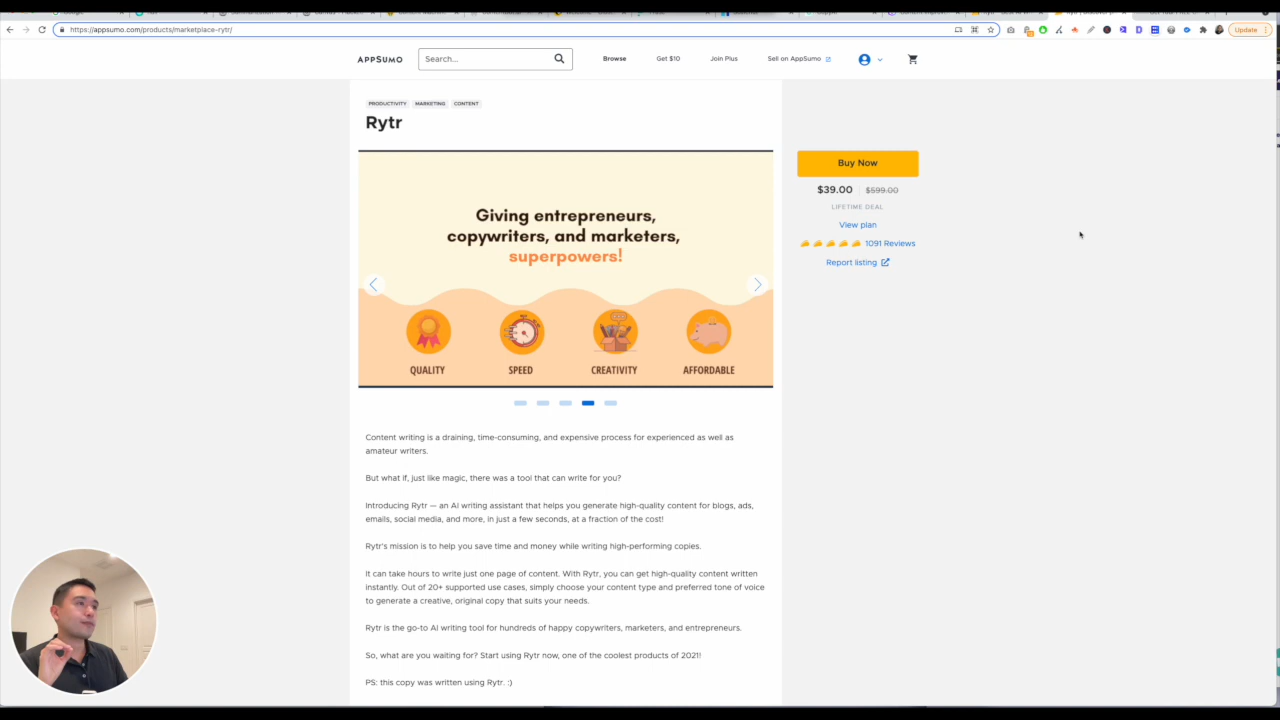 https://appsumo.com/products/marketplace-rytr/
Update
APPSUMO
Search...
Browse
Get $10
Join Plus
Sell on AppSumo
PRODUCTIVITY MARKETING CONTENT
Rytr
Giving entrepreneurs,
copywriters, and marketers,
superpowers!
QUALITY SPEED CREATIVITY AFFORDABLE
Buy Now
$39.00 $599.00
LIFETIME DEAL
View plan
1091 Reviews
Report listing
Content writing is a draining, time-consuming, and expensive process for experienced as well as
amateur writers.
But what if, just like magic, there was a tool that can write for you?
Introducing Rytr — an AI writing assistant that helps you generate high-quality content for blogs, ads,
emails, social media, and more, in just a few seconds, at a fraction of the cost!
Rytr's mission is to help you save time and money while writing high-performing copies.
It can take hours to write just one page of content. With Rytr, you can get high-quality content written
instantly. Out of 20+ supported use cases, simply choose your content type and preferred tone of voice
to generate a creative, original copy that suits your needs.
Rytr is the go-to AI writing tool for hundreds of happy copywriters, marketers, and entrepreneurs.
So, what are you waiting for? Start using Rytr now, one of the coolest products of 2021!
PS: this copy was written using Rytr. :)